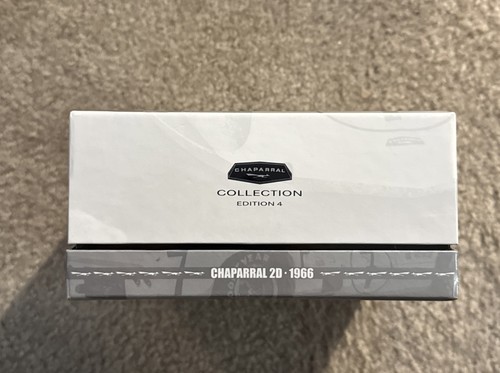 CHAPARRAL
COLLECTION
EDITION 4
CHAPARRAL 2D · 1966